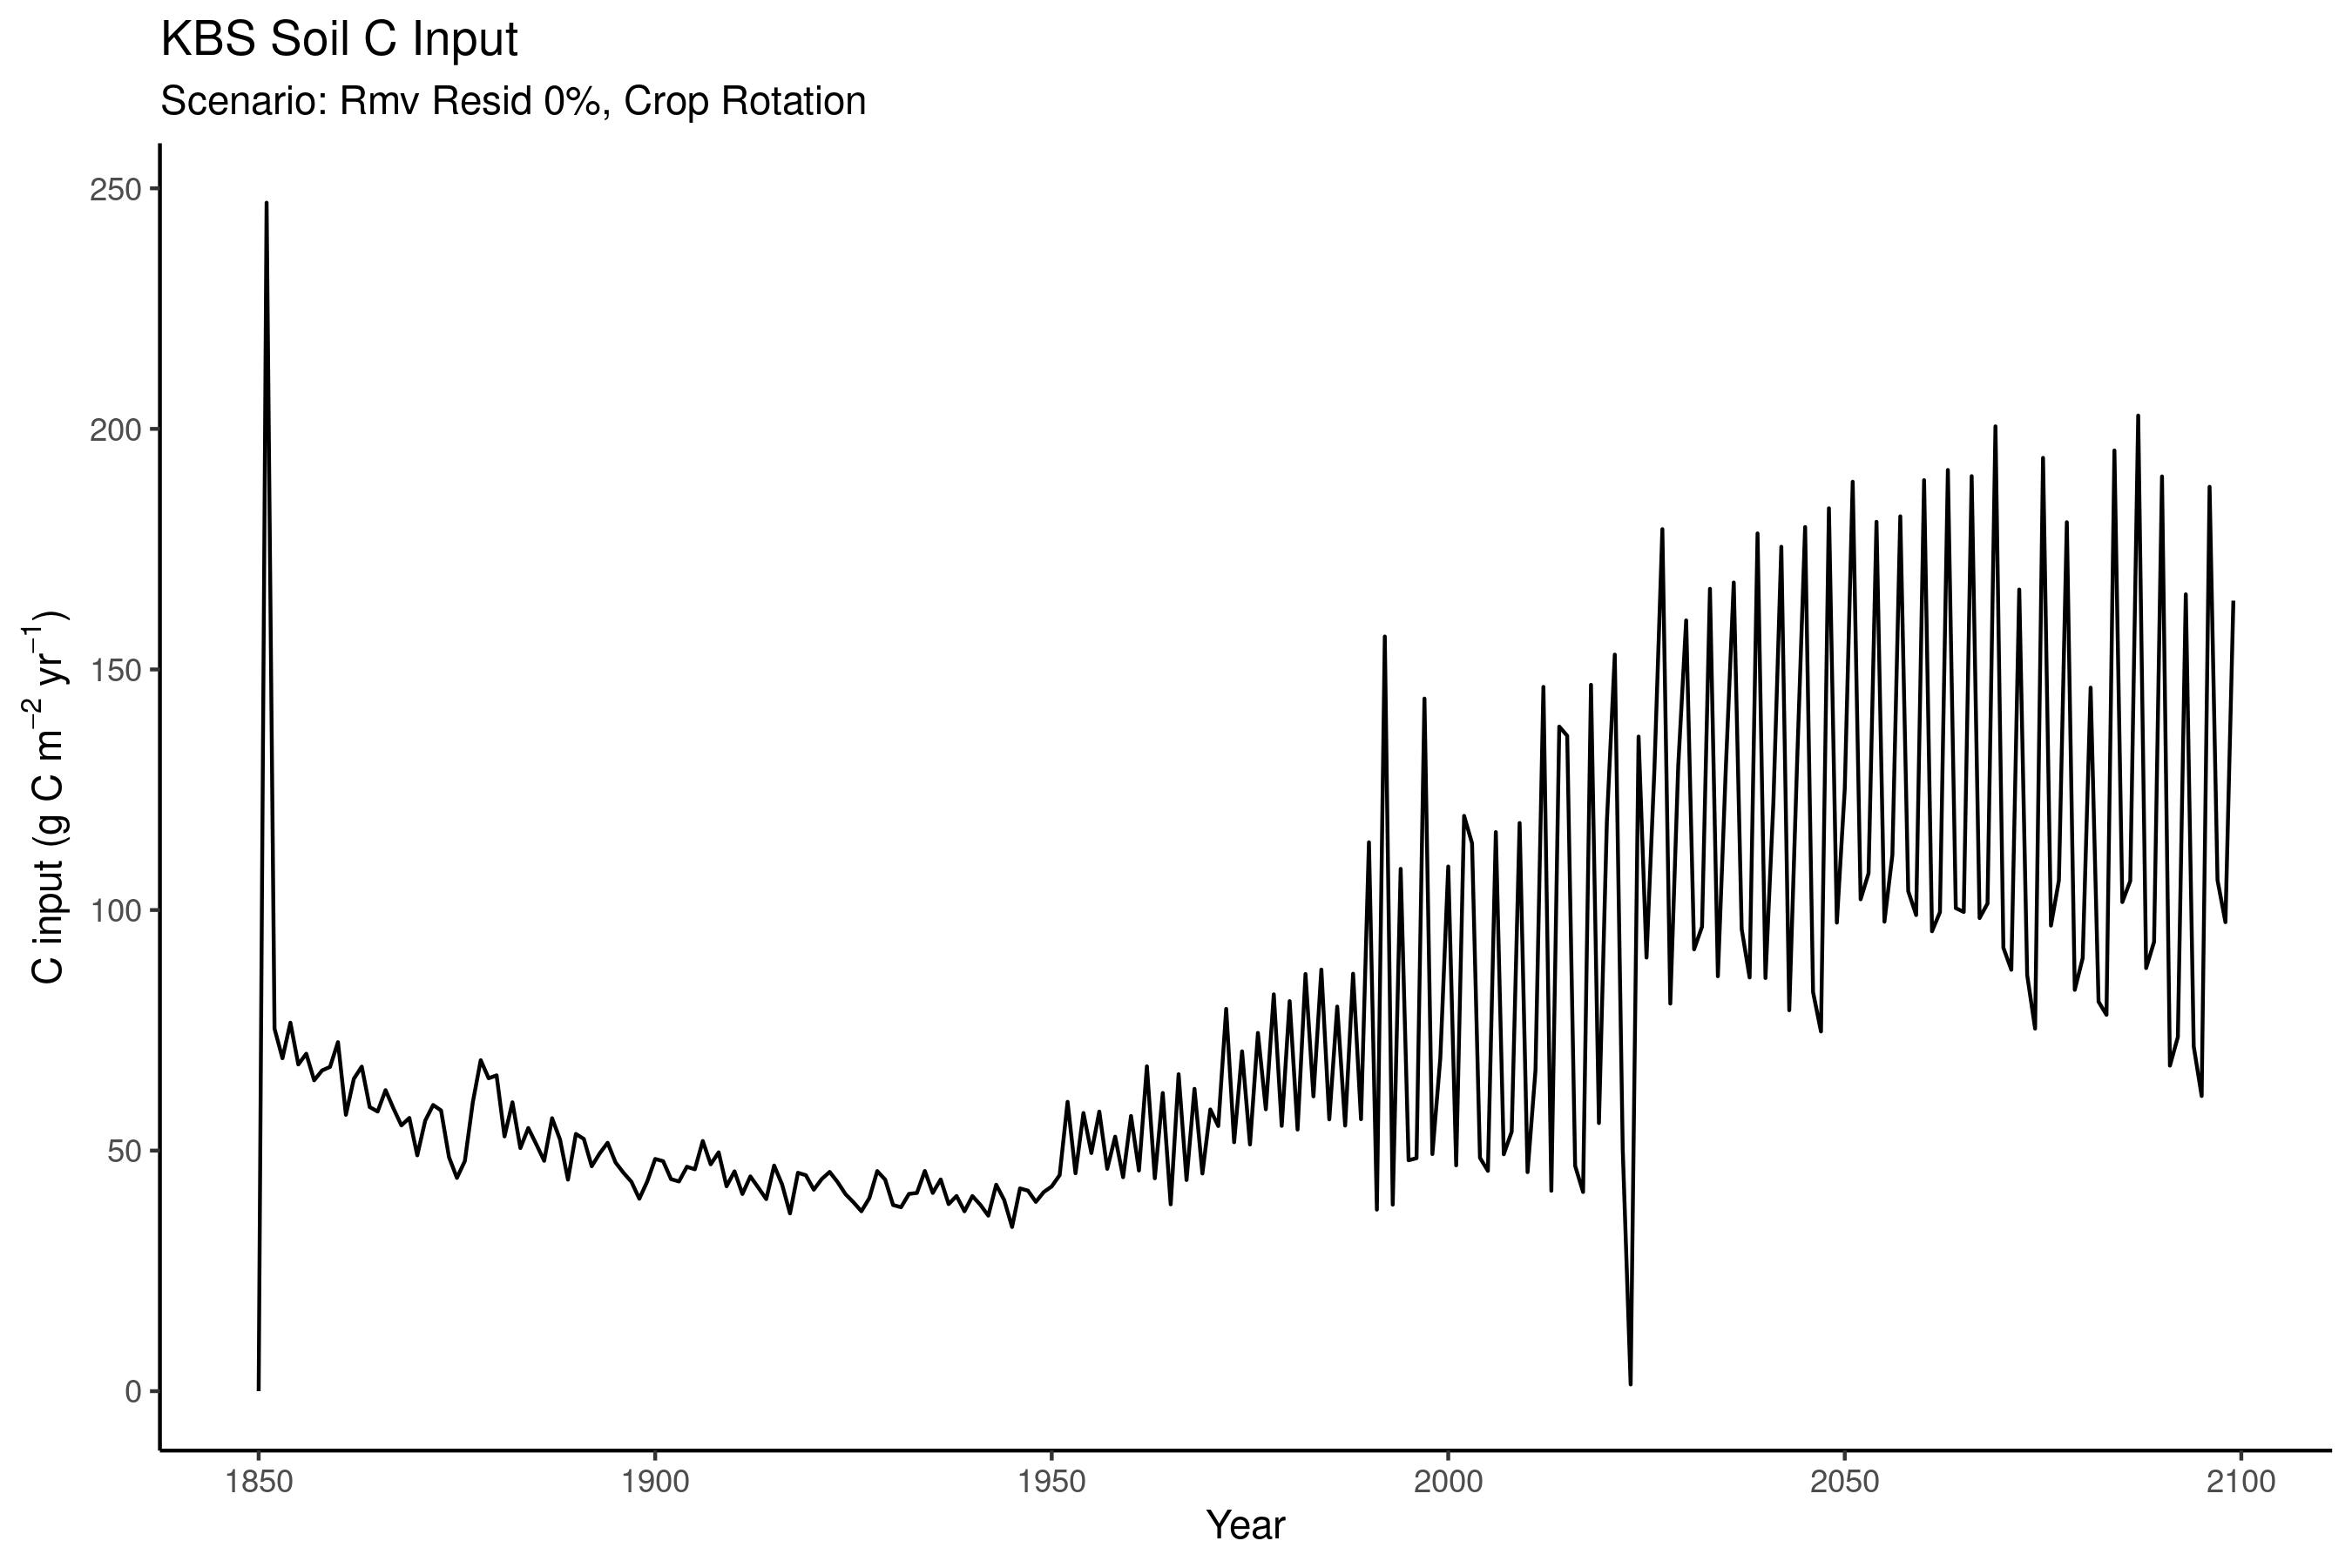 KBS Soil C Input
Scenario: Rmv Resid 0%, Crop Rotation
250
200
150
100
50
0
C input (g C m⁻² yr⁻¹)
1850 1900 1950 2000 2050 2100
Year